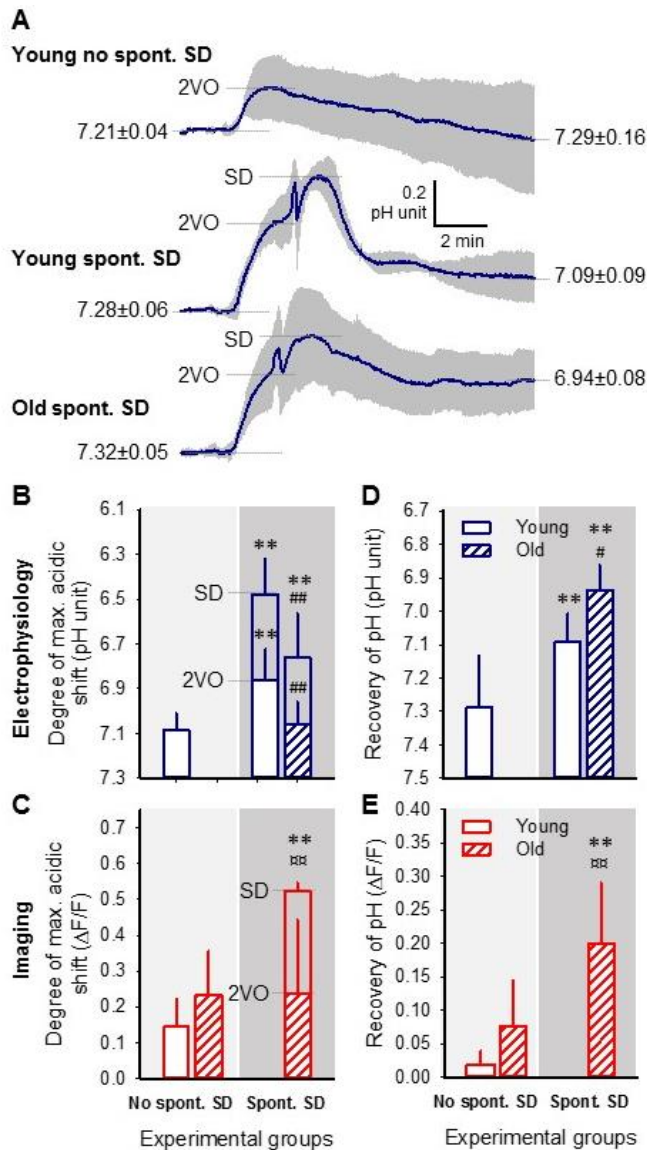 A
Young no spont. SD
2VO
7.21±0.04
7.29±0.16
SD
0.2
pH unit
2 min
2VO
Young spont. SD
7.28±0.06
7.09±0.09
SD
2VO
6.94±0.08
Old spont. SD
7.32±0.05
B
Electrophysiology
Degree of max. acidic
shift (pH unit)
6.1
6.3
6.5
6.7
6.9
7.1
7.3
**
SD
**
##
**
2VO
##
D
Recovery of pH (pH unit)
6.7
6.8
6.9
7.0
7.1
7.2
7.3
7.4
7.5
Young
Old
**
#
**
C
Imaging
Degree of max. acidic
shift (ΔF/F)
0.7
0.6
0.5
0.4
0.3
0.2
0.1
0.0
**
¤¤
SD
2VO
No spont. SD
Spont. SD
Experimental groups
E
Recovery of pH (ΔF/F)
0.40
0.35
0.30
0.25
0.20
0.15
0.10
0.05
0.00
Young
Old
**
¤¤
No spont. SD
Spont. SD
Experimental groups